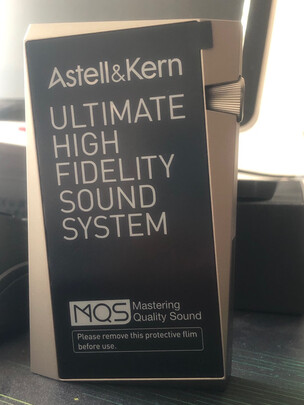 Astell&Kern
ULTIMATE
HIGH
FIDELITY
SOUND
SYSTEM
MQS Mastering
Quality Sound
Please remove this protective flim
before use.